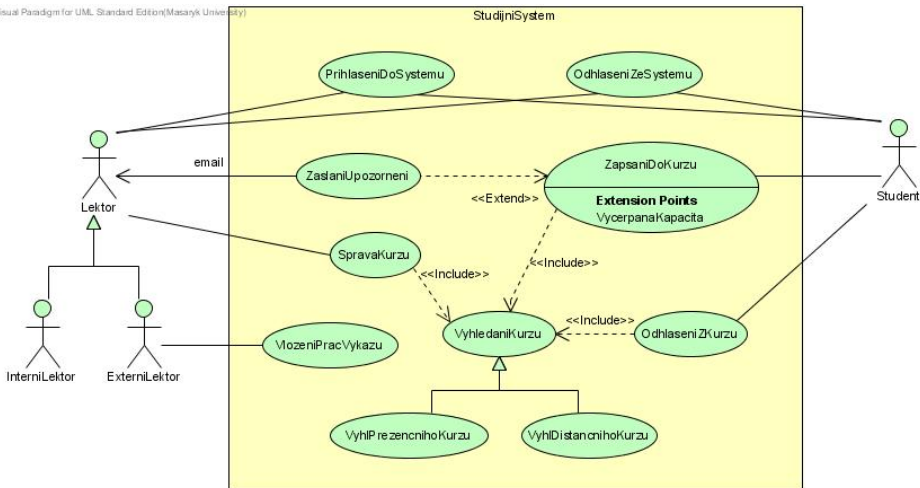 isual Paradigm for UML Standard Edition(Masaryk University)
StudijniSystem
PrihlaseniDoSystemu
OdhlaseniZeSystemu
email
ZaslaniUpozorneni
ZapsaniDoKurzu
<<Extend>>
Extension Points
VycerpanaKapacita
Lektor
Student
SpravaKurzu
<<Include>>
<<Include>>
<<Include>>
VyhledaniKurzu
OdhlaseniZKurzu
VlozeniPracVykazu
InterniLektor
ExterniLektor
VyhlPrezencnihoKurzu
VyhlDistancnihoKurzu